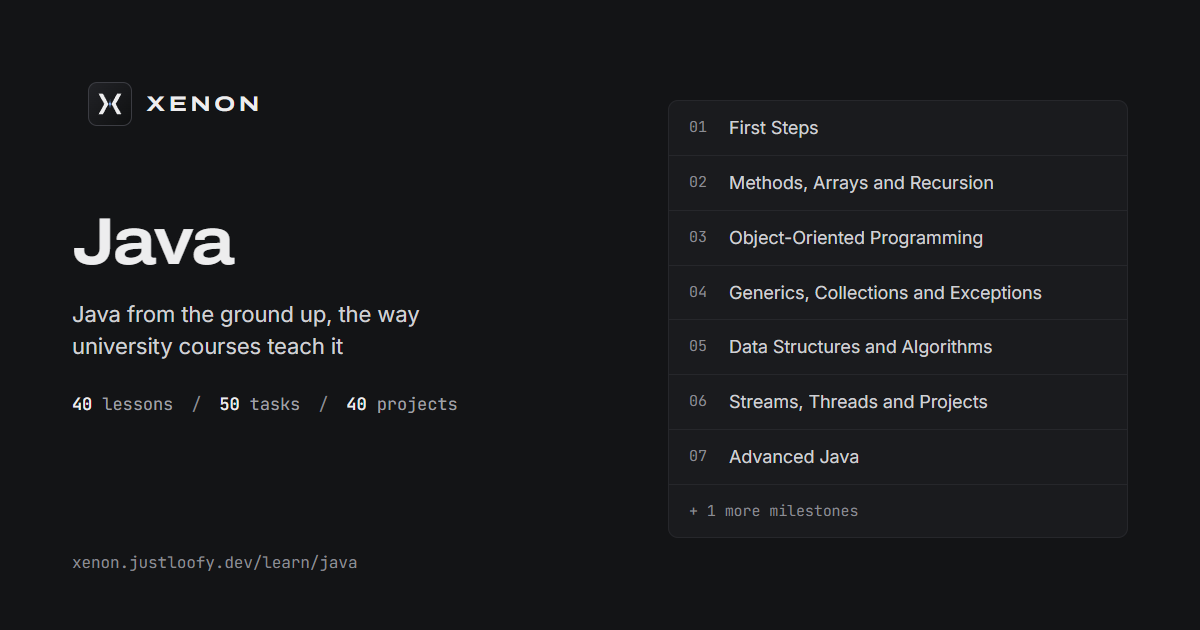 XENON
Java
Java from the ground up, the way
university courses teach it
40 lessons / 50 tasks / 40 projects
xenon.justloofy.dev/learn/java
01 First Steps
02 Methods, Arrays and Recursion
03 Object-Oriented Programming
04 Generics, Collections and Exceptions
05 Data Structures and Algorithms
06 Streams, Threads and Projects
07 Advanced Java
+ 1 more milestones